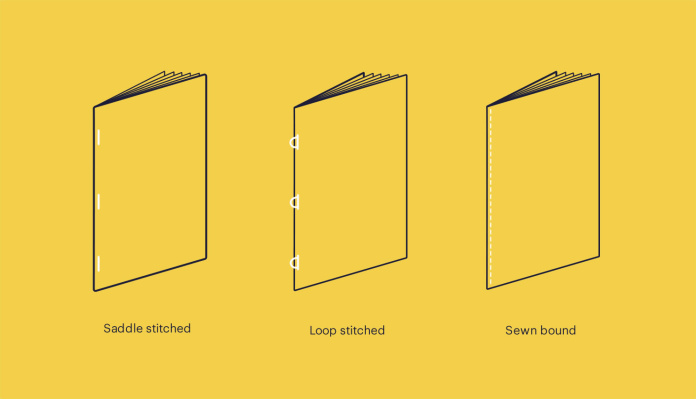 Saddle stitched
Loop stitched
Sewn bound